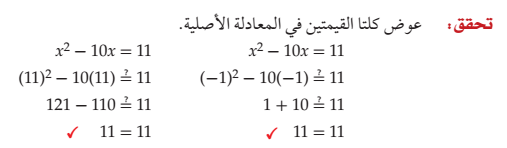 تحقق: عوض كلتا القيمتين في المعادلة الأصلية.
x² − 10x = 11 x² − 10x = 11
(11)² − 10(11) ≟ 11 (−1)² − 10(−1) ≟ 11
121 − 110 ≟ 11 1 + 10 ≟ 11
✓ 11 = 11 ✓ 11 = 11